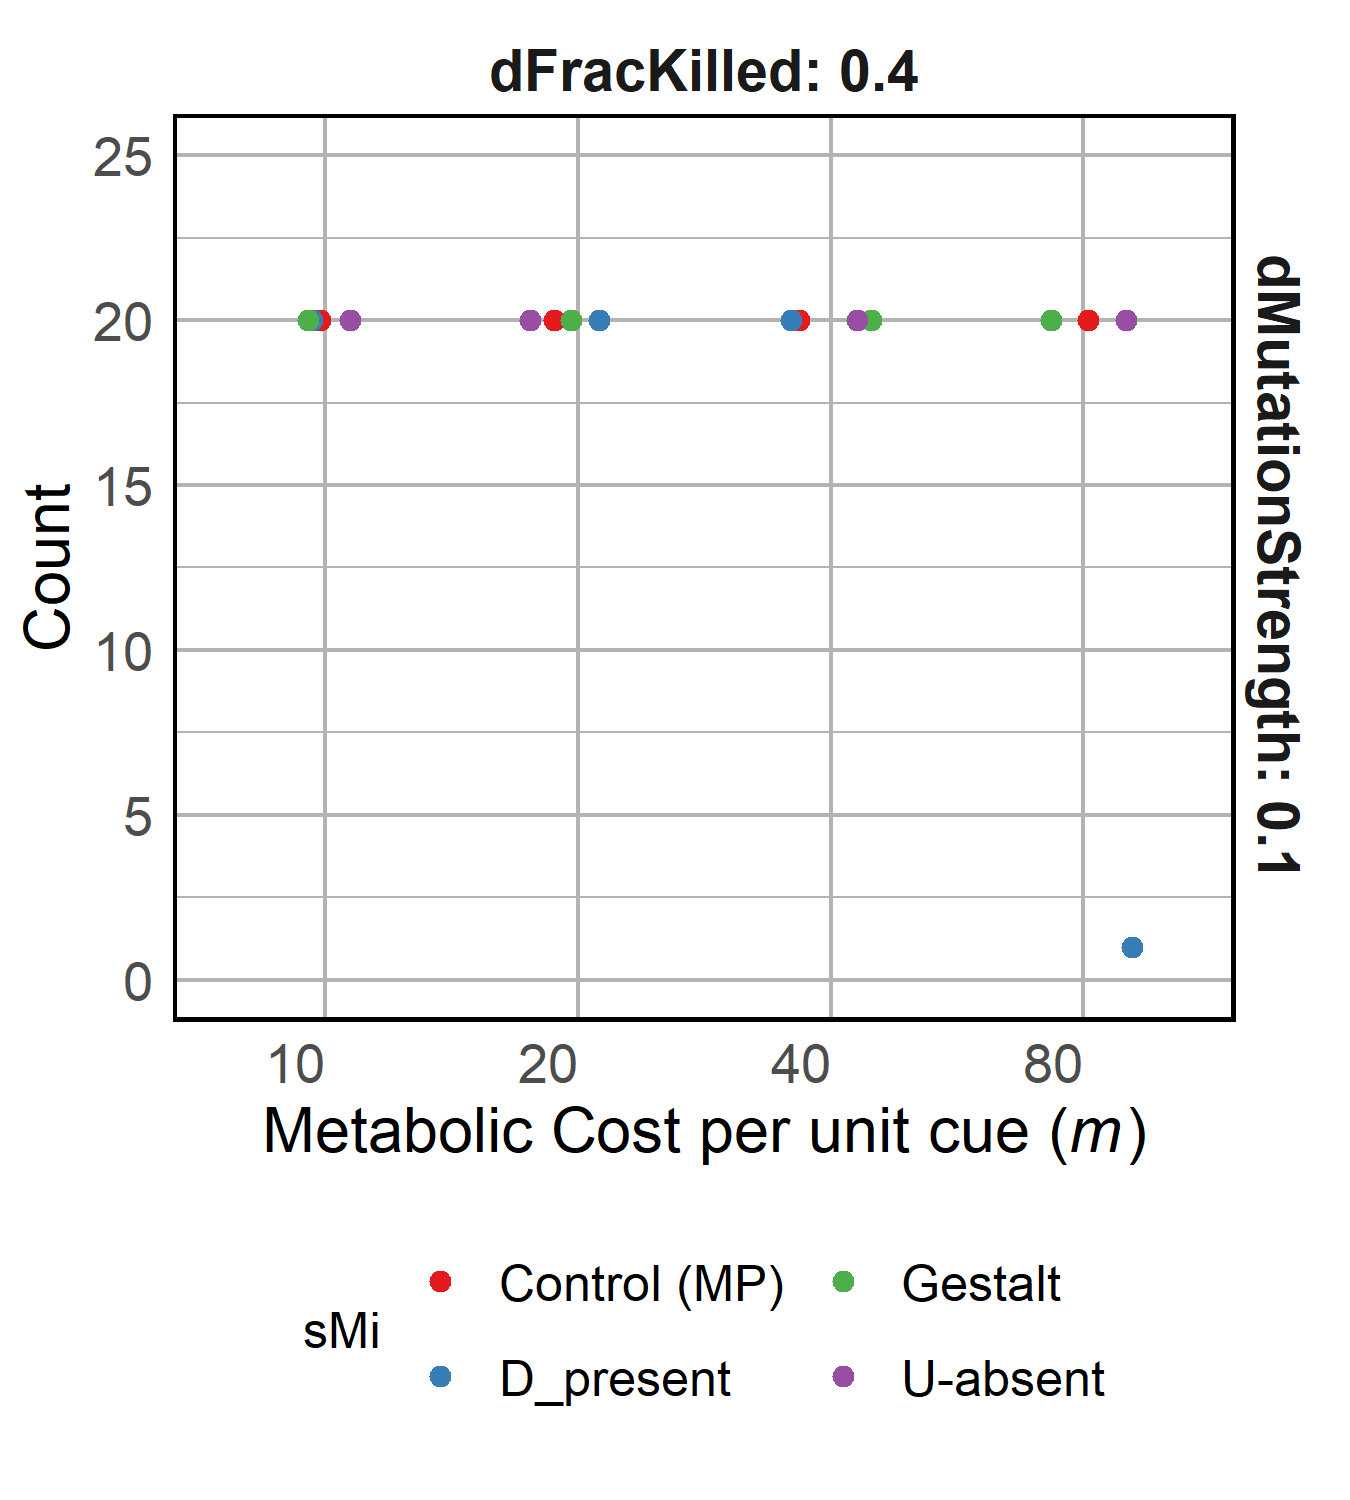 dFracKilled: 0.4
25
20
15
10
5
0
Count
dMutationStrength: 0.1
10 20 40 80
Metabolic Cost per unit cue (m)
sMi
Control (MP) Gestalt
D_present U-absent